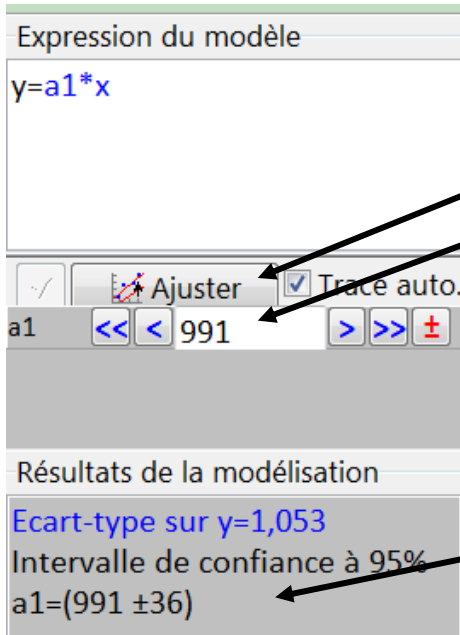 Expression du modèle
y=a1*x
Ajuster Tracé auto.
a1 << < 991 > >> ±
Résultats de la modélisation
Ecart-type sur y=1,053
Intervalle de confiance à 95%
a1=(991 ±36)